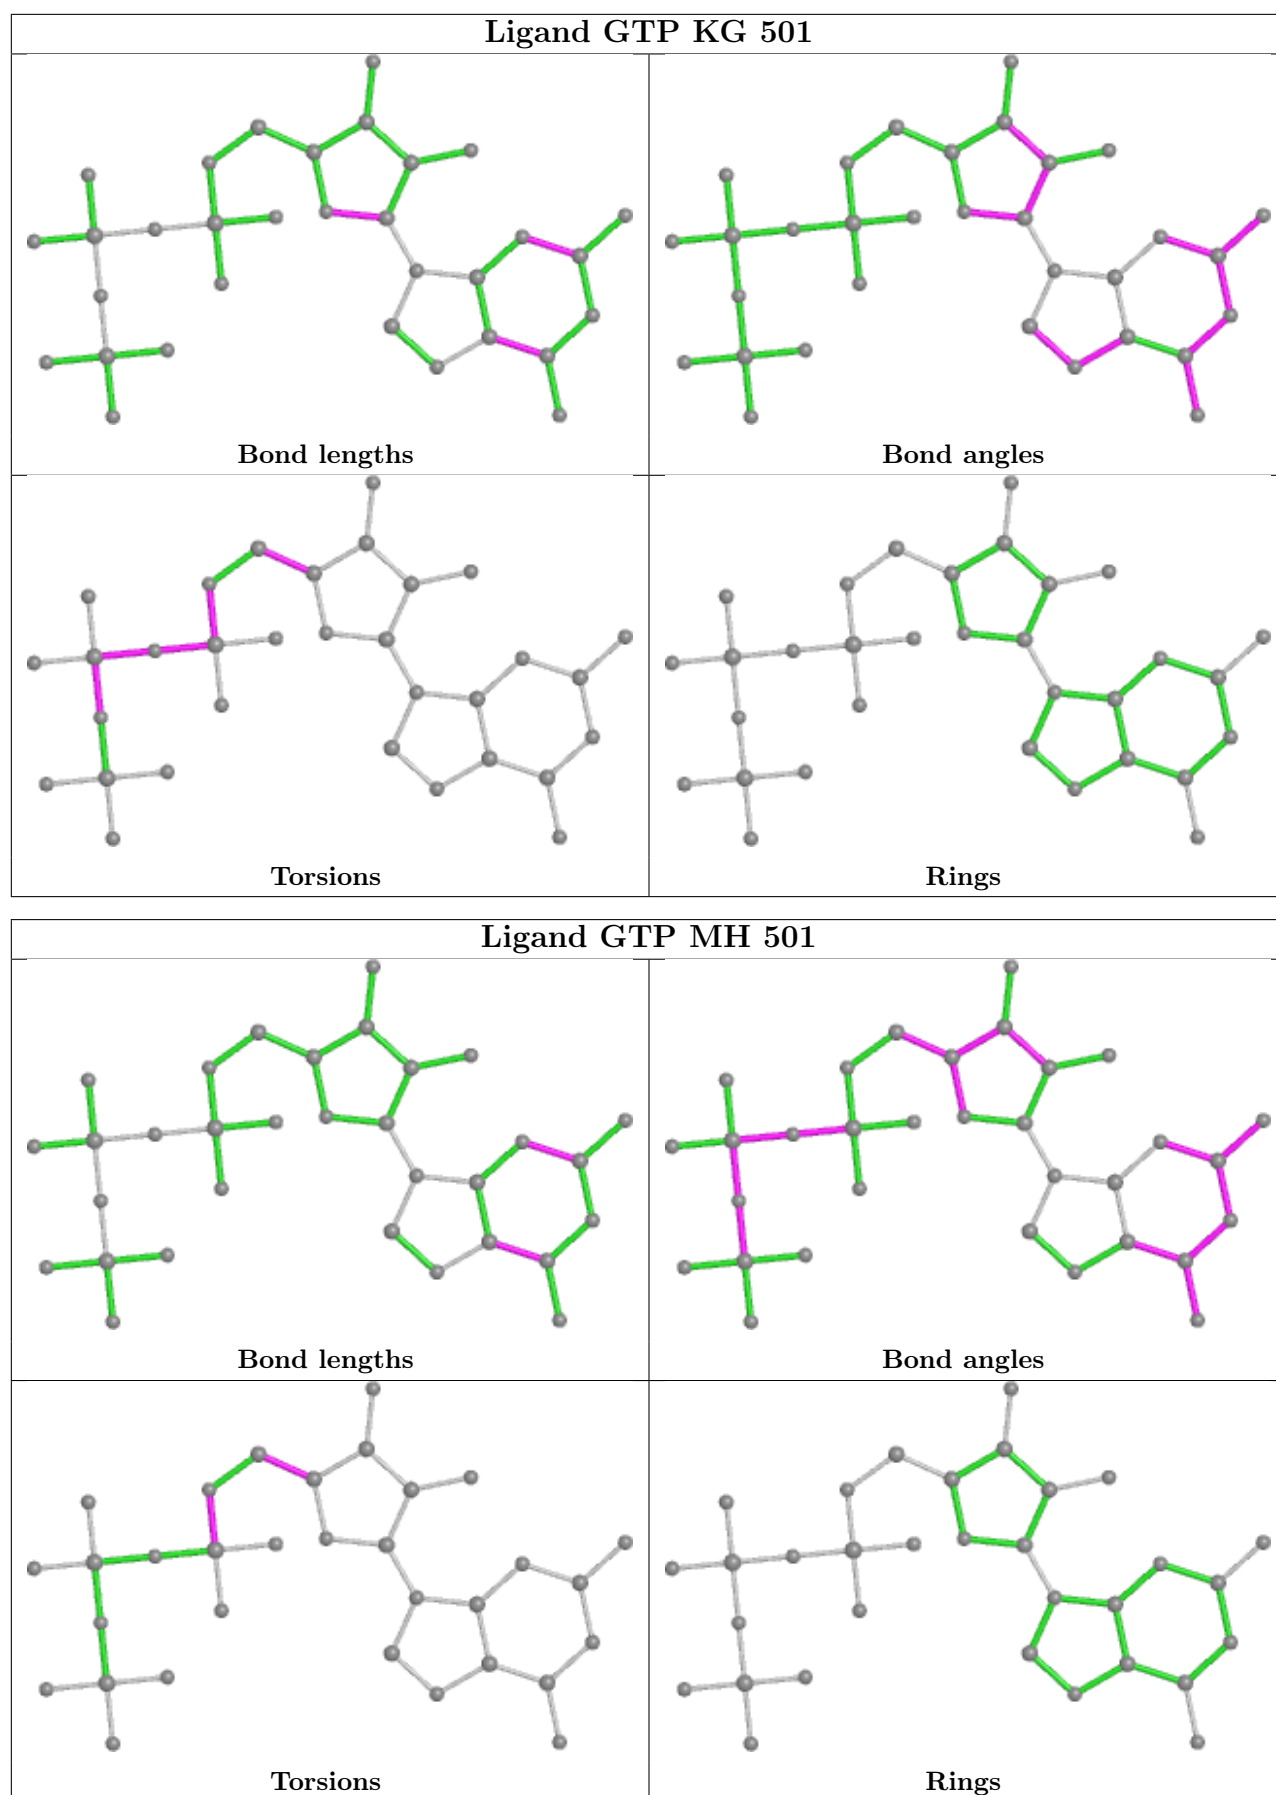 Ligand GTP KG 501
Bond lengths
Bond angles
Torsions
Rings
Ligand GTP MH 501
Bond lengths
Bond angles
Torsions
Rings